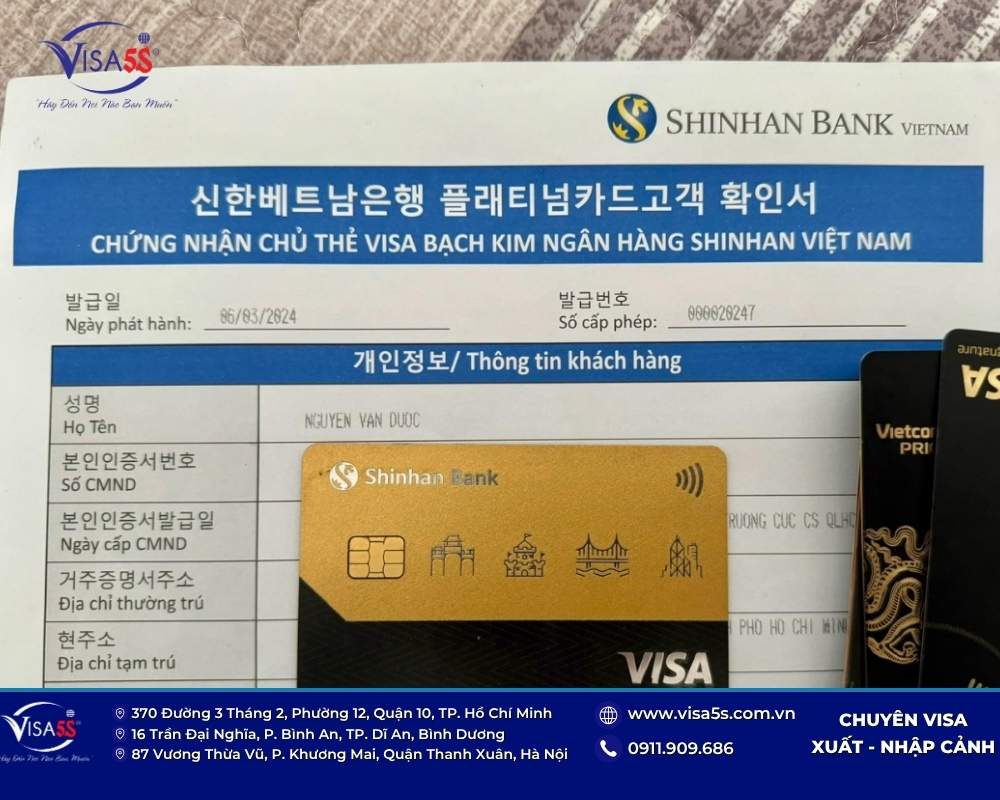 VISA5S
"Hãy Đến Nơi Nào Bạn Muốn"
SHINHAN BANK VIETNAM
신한베트남은행 플래티넘카드고객 확인서
CHỨNG NHẬN CHỦ THẺ VISA BẠCH KIM NGÂN HÀNG SHINHAN VIỆT NAM
발급일
Ngày phát hành: 06/03/2024
발급번호
Số cấp phép: 000020247
개인정보/ Thông tin khách hàng
성명
Họ Tên
NGUYEN VAN DUOC
본인인증서번호
Số CMND
본인인증서발급일
Ngày cấp CMND
TRUONG CUC CS QLHC
거주증명서주소
Địa chỉ thường trú
현주소
Địa chỉ tạm trú
PHO HO CHI MINH
Shinhan Bank
VISA
VISA5S
"Hãy Đến Nơi Nào Bạn Muốn"
370 Đường 3 Tháng 2, Phường 12, Quận 10, TP. Hồ Chí Minh
16 Trần Đại Nghĩa, P. Bình An, TP. Dĩ An, Bình Dương
87 Vương Thừa Vũ, P. Khương Mai, Quận Thanh Xuân, Hà Nội
www.visa5s.com.vn
0911.909.686
CHUYÊN VISA
XUẤT - NHẬP CẢNH